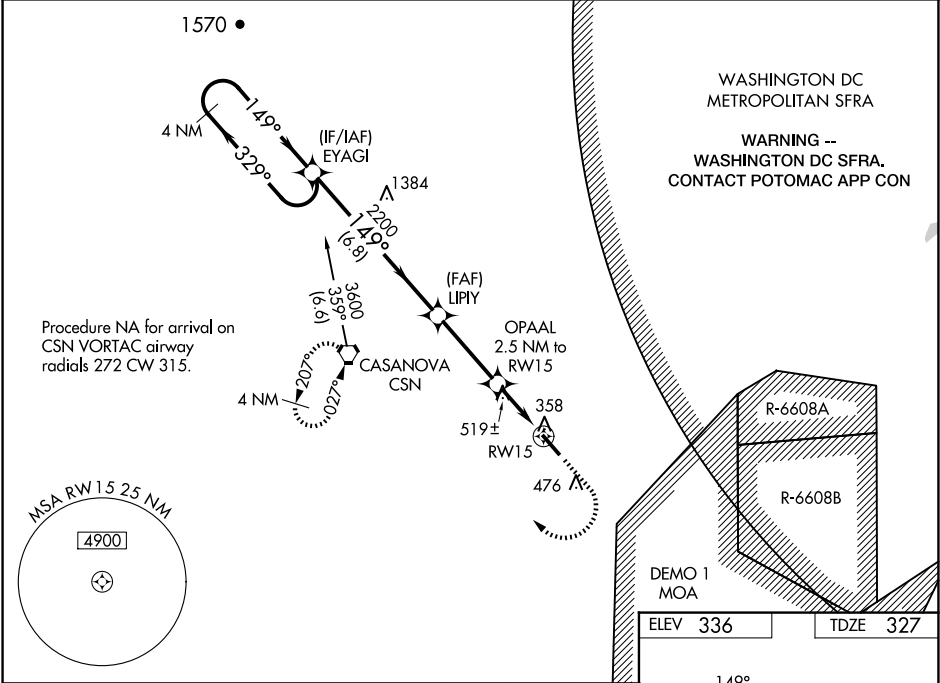 1570
WASHINGTON DC
METROPOLITAN SFRA
WARNING --
WASHINGTON DC SFRA.
CONTACT POTOMAC APP CON
4 NM
149°
329°
(IF/IAF)
EYAGI
1384
2200
149°
(6.8)
3600
359°
(6.6)
(FAF)
LIPIY
Procedure NA for arrival on
CSN VORTAC airway
radials 272 CW 315.
OPAAL
2.5 NM to
RW15
CASANOVA
CSN
207°
027°
4 NM
358
519±
RW15
476
R-6608A
R-6608B
MSA RW15 25 NM
4900
DEMO 1
MOA
ELEV 336
TDZE 327
149°